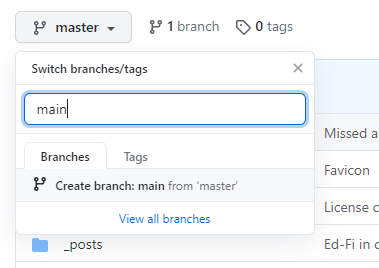 master 1 branch 0 tags
Switch branches/tags
main
Missed a
Branches Tags
Favicon
Create branch: main from 'master'
License c
View all branches
_posts Ed-Fi in c